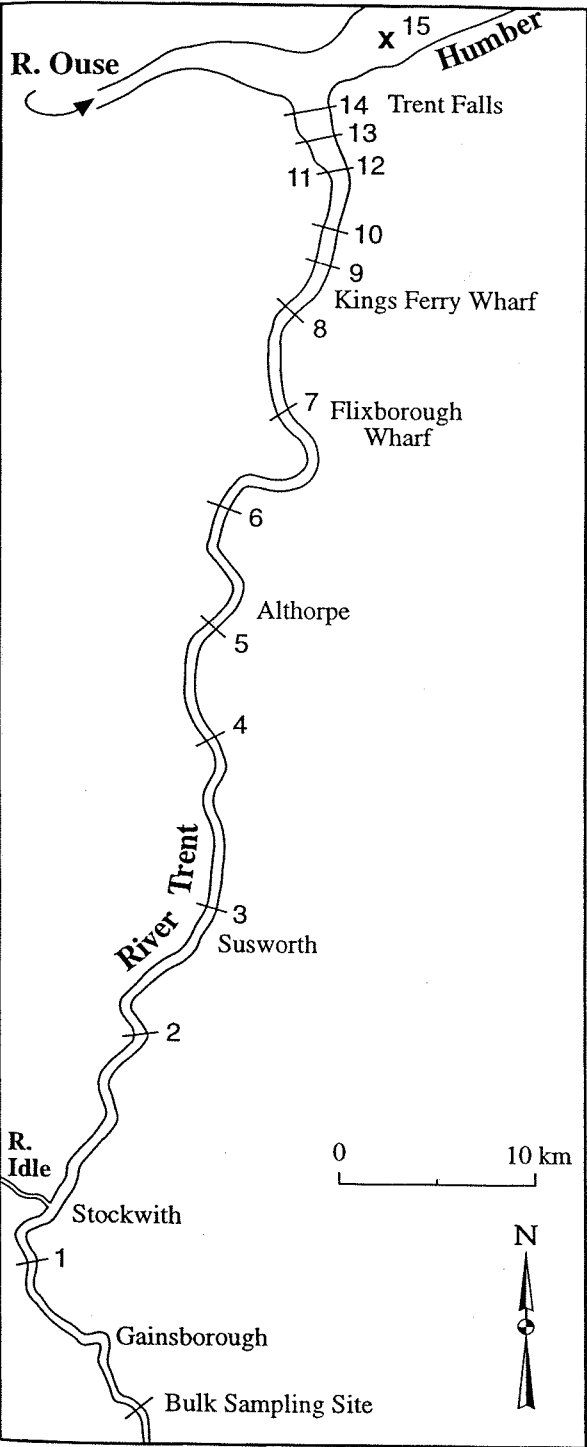 x 15
Humber
R. Ouse
14 Trent Falls
13
11 12
10
9
Kings Ferry Wharf
8
7 Flixborough
Wharf
6
Althorpe
5
4
River Trent
3
Susworth
2
0 10 km
R.
Idle
Stockwith
N
1
Gainsborough
Bulk Sampling Site